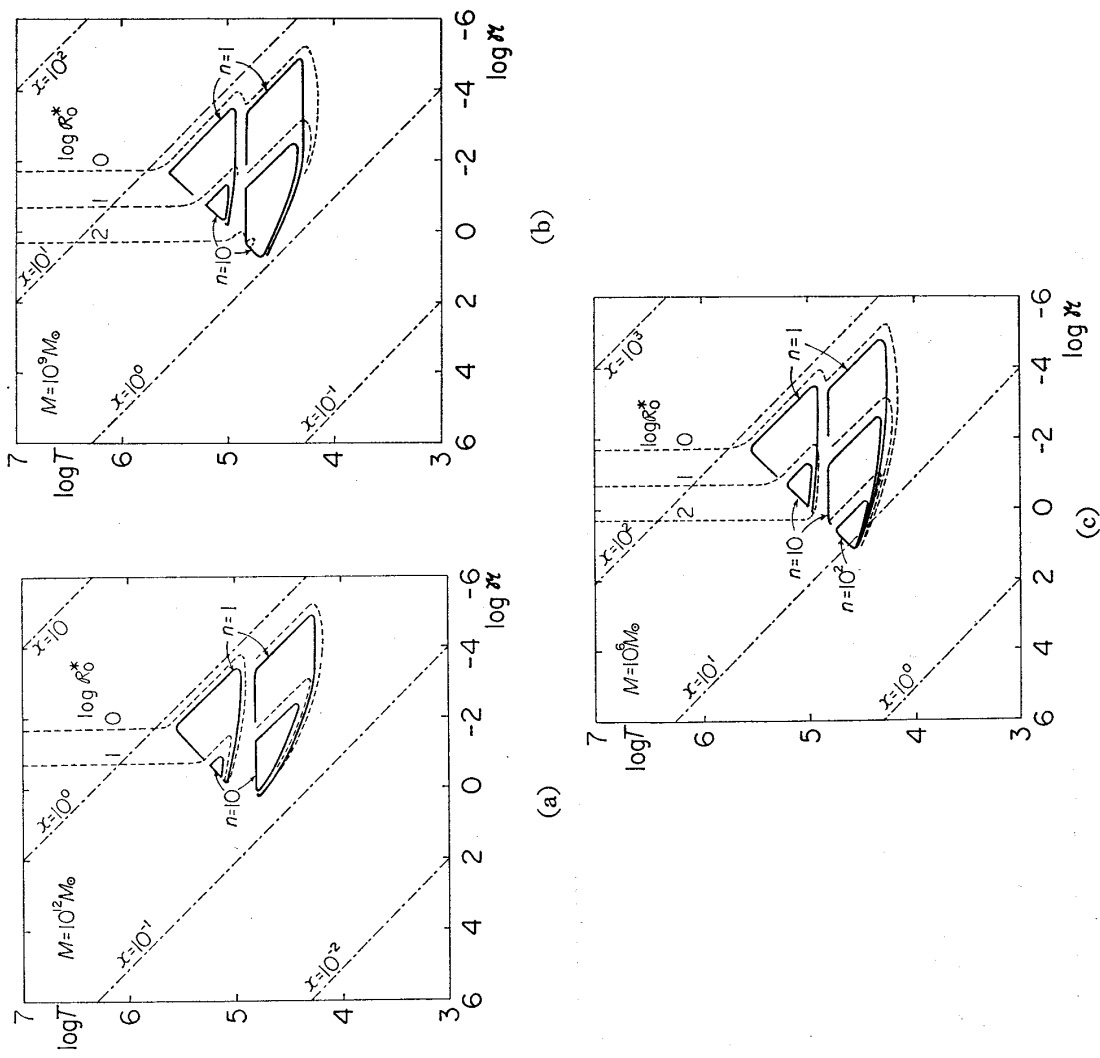 7
log T
6
5
4
3
M=10¹²M⊙
x=10
x=10⁰
x=10⁻¹
x=10⁻²
log R₀*
1
0
n=1
n=10
6
4
2
0
-2
-4
-6
log n
(a)
7
log T
6
5
4
3
M=10⁹M⊙
x=10²
x=10¹
x=10⁰
x=10⁻¹
log R₀*
2
1
0
n=1
n=10
6
4
2
0
-2
-4
-6
log n
(b)
7
log T
6
5
4
3
M=10⁶M⊙
x=10³
x=10²
x=10¹
x=10⁰
log R₀*
2
1
0
n=1
n=10
n=10²
6
4
2
0
-2
-4
-6
log n
(c)